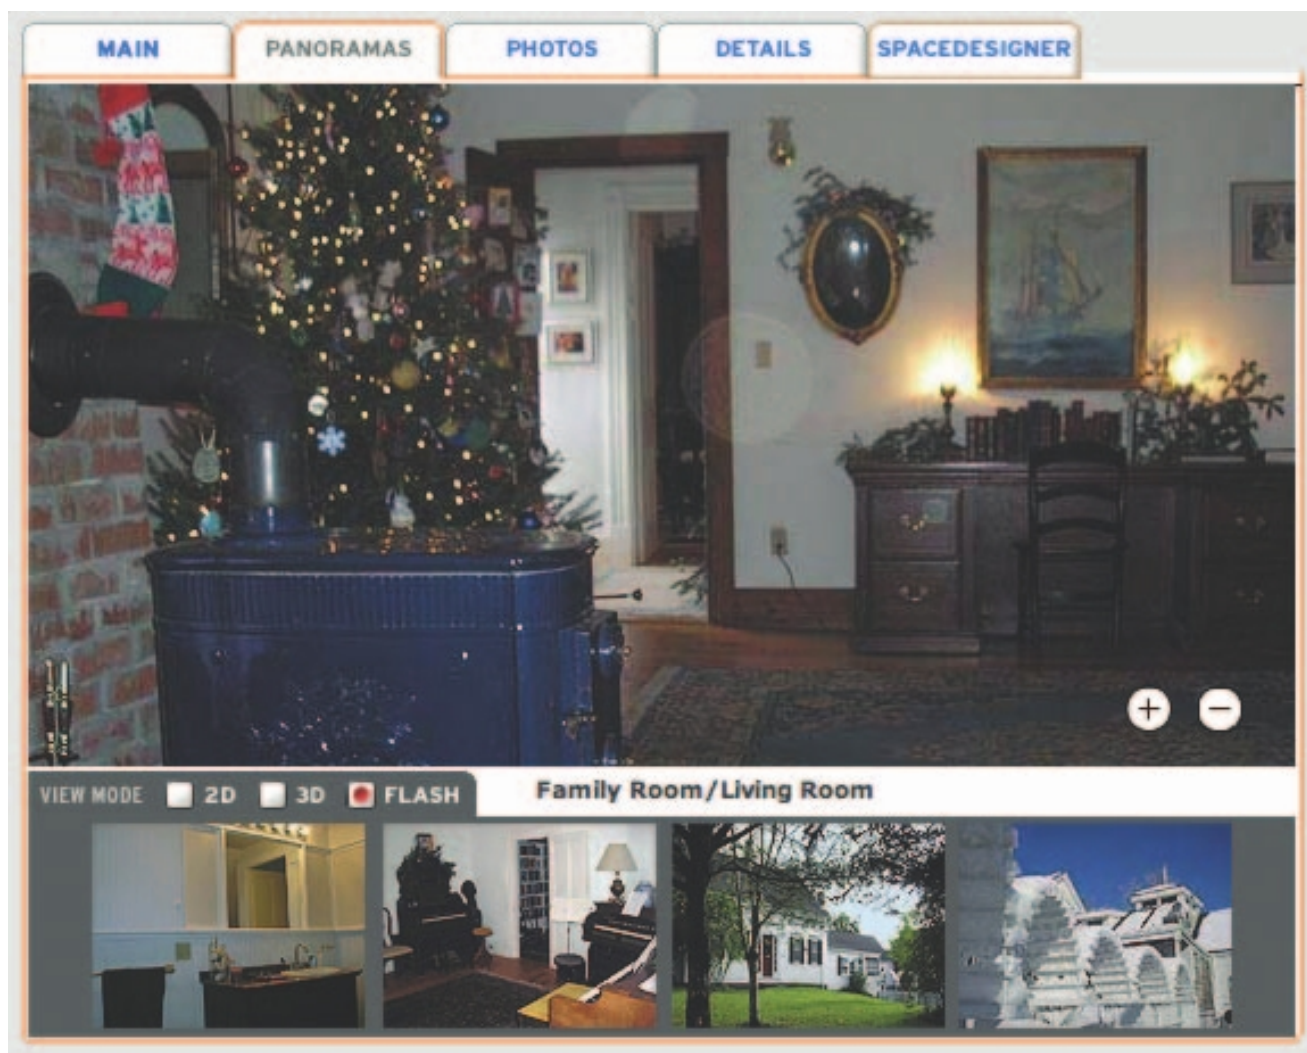 MAIN PANORAMAS PHOTOS DETAILS SPACEDESIGNER
VIEW MODE 2D 3D FLASH Family Room/Living Room